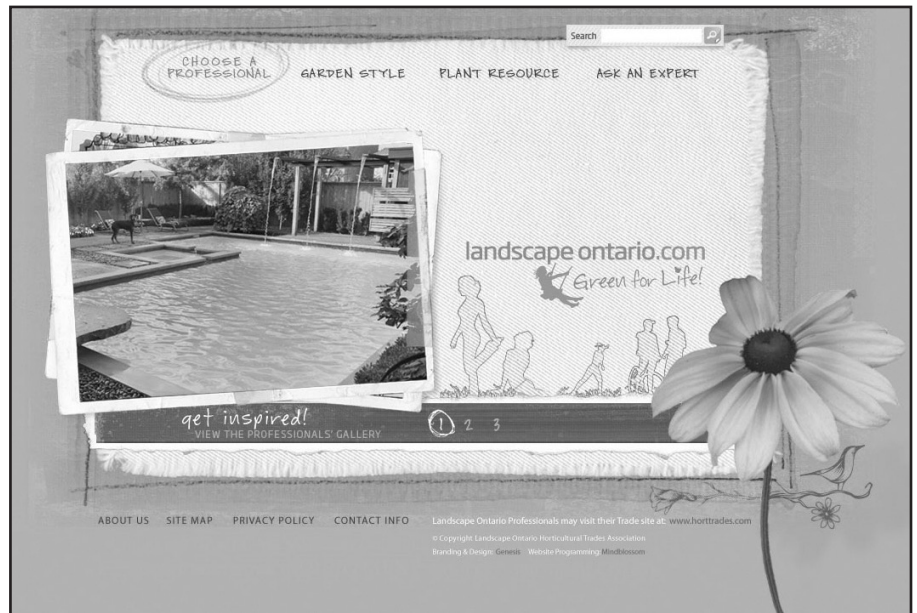 Search
CHOOSE A
PROFESSIONAL
GARDEN STYLE
PLANT RESOURCE
ASK AN EXPERT
landscape ontario.com
Green for Life!
get inspired!
VIEW THE PROFESSIONALS' GALLERY
1 2 3
ABOUT US SITE MAP PRIVACY POLICY CONTACT INFO
Landscape Ontario Professionals may visit their Trade site at: www.horttrades.com
© Copyright Landscape Ontario Horticultural Trades Association
Branding & Design: Genesis Website Programming: Mindblossom